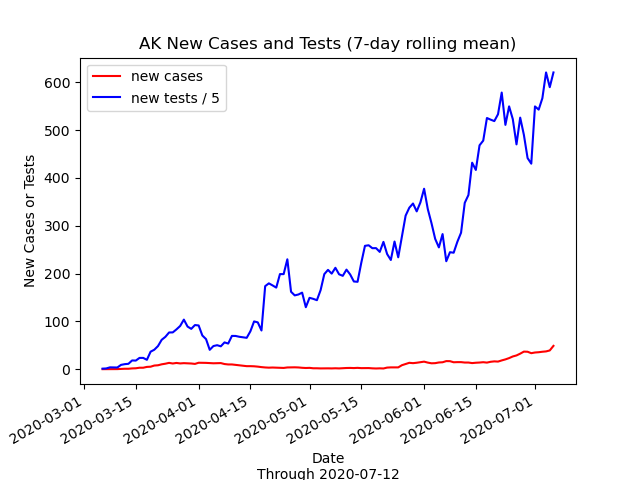 AK New Cases and Tests (7-day rolling mean)
new cases
new tests / 5
New Cases or Tests
600
500
400
300
200
100
0
2020-03-01
2020-03-15
2020-04-01
2020-04-15
2020-05-01
2020-05-15
2020-06-01
2020-06-15
2020-07-01
Date
Through 2020-07-12